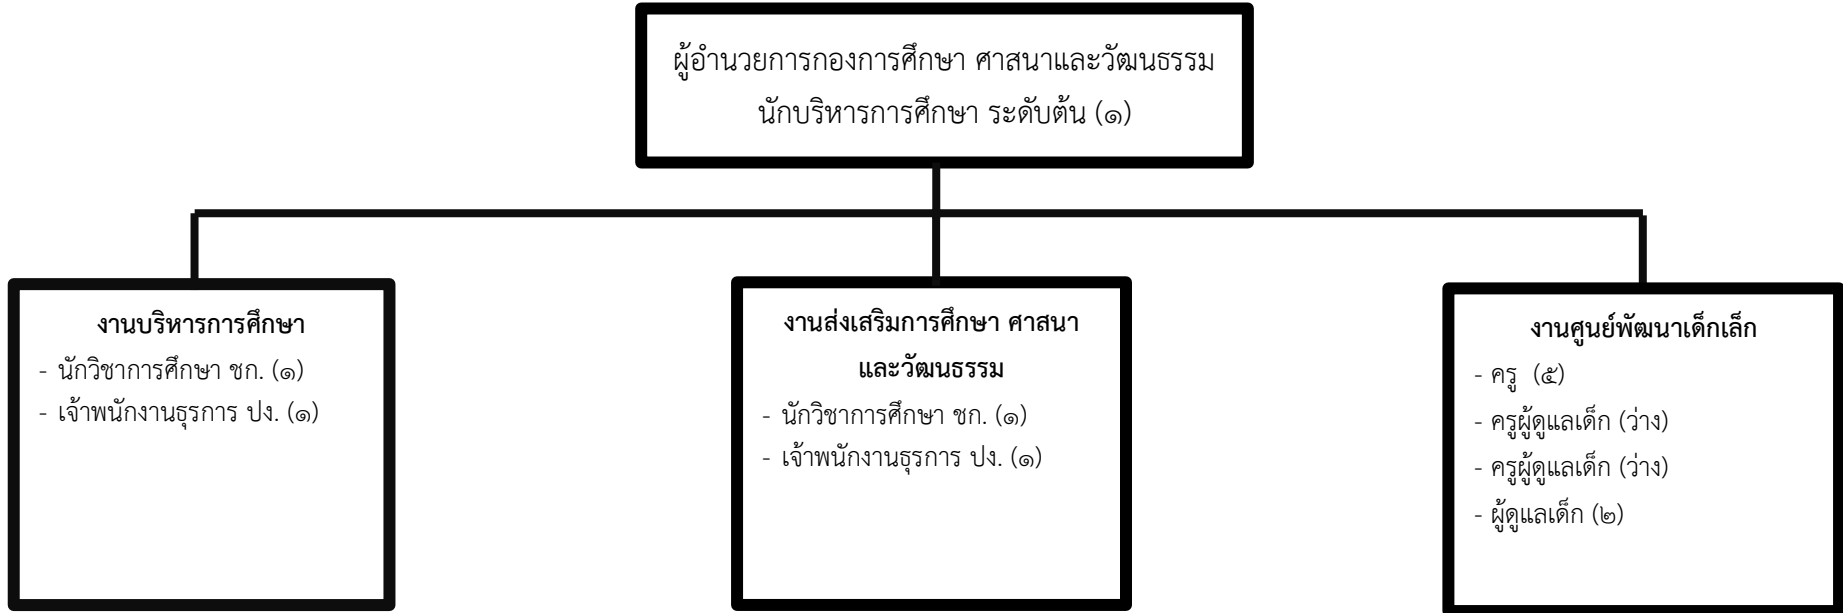 ผู้อำนวยการกองการศึกษา ศาสนาและวัฒนธรรม
นักบริหารการศึกษา ระดับต้น (๑)
งานบริหารการศึกษา
- นักวิชาการศึกษา ชก. (๑)
- เจ้าพนักงานธุรการ ปง. (๑)
งานส่งเสริมการศึกษา ศาสนา
และวัฒนธรรม
- นักวิชาการศึกษา ชก. (๑)
- เจ้าพนักงานธุรการ ปง. (๑)
งานศูนย์พัฒนาเด็กเล็ก
- ครู (๕)
- ครูผู้ดูแลเด็ก (ว่าง)
- ครูผู้ดูแลเด็ก (ว่าง)
- ผู้ดูแลเด็ก (๒)